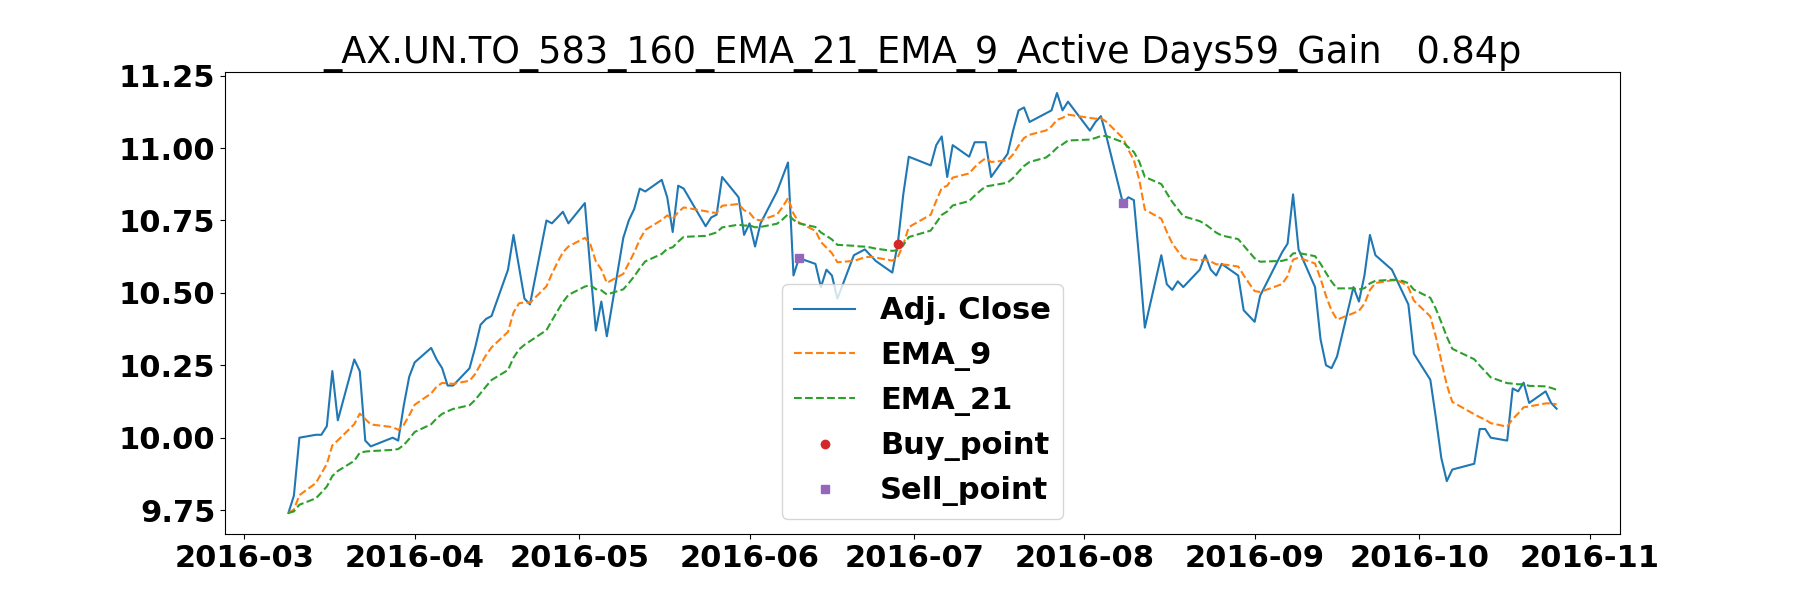 _AX.UN.TO_583_160_EMA_21_EMA_9_Active Days59_Gain   0.84p
11.25
11.00
10.75
10.50
10.25
10.00
9.75
Adj. Close
EMA_9
EMA_21
Buy_point
Sell_point
2016-03 2016-04 2016-05 2016-06 2016-07 2016-08 2016-09 2016-10 2016-11